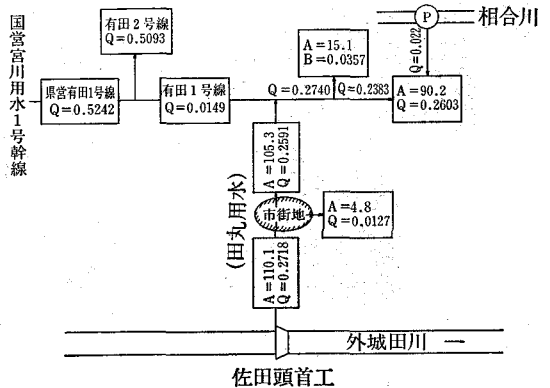 国営宮川用水1号幹線
有田2号線
Q=0.5093
県営有田1号線
Q=0.5242
有田1号線
Q=0.0149
A=15.1
B=0.0357
Q=0.2740
Q=0.2383
P
相合川
Q=0.022
A=90.2
Q=0.2603
A=105.3
Q=0.2591
(田丸用水)
市街地
A=4.8
Q=0.0127
A=110.1
Q=0.2718
外城田川
佐田頭首工